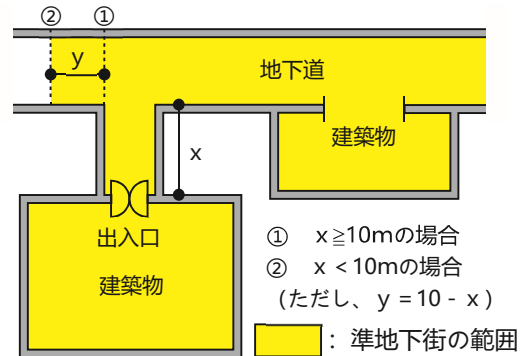 ② ①
y
地下道
建築物
x
出入口
建築物
① x≧10mの場合
② x < 10mの場合
(ただし、y = 10 - x )
：準地下街の範囲